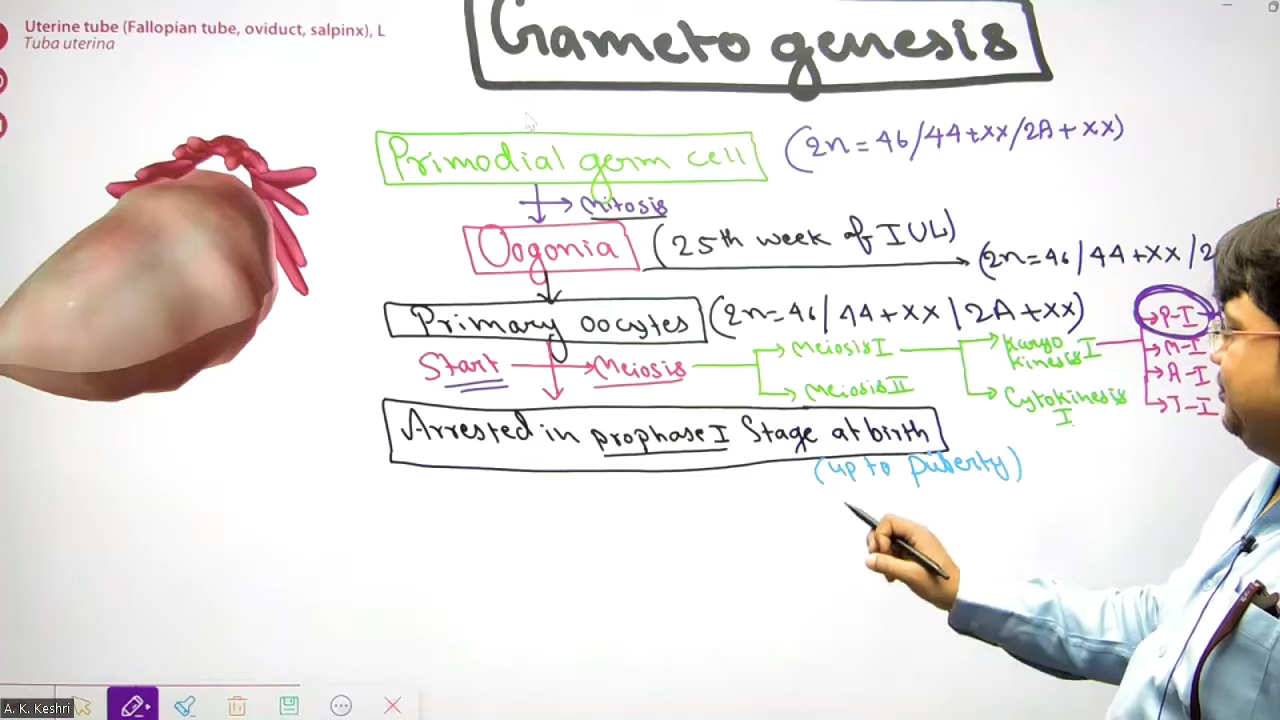 Uterine tube (Fallopian tube, oviduct, salpinx), L
Tuba uterina
Gameto genesis
Primodial germ cell (2n=46/44+xx/2A+xx)
Mitosis
Oogonia (25th week of IUL)
(2n=46/44+xx/2
Primary oocytes (2n=46/44+xx/2A+xx)
Start Meiosis
Meiosis I
Meiosis II
Karyo
kinesis I
Cytokinesis
I
P-I
M-I
A-I
T-I
Arrested in prophase I Stage at birth
(up to puberty)
A. K. Keshri